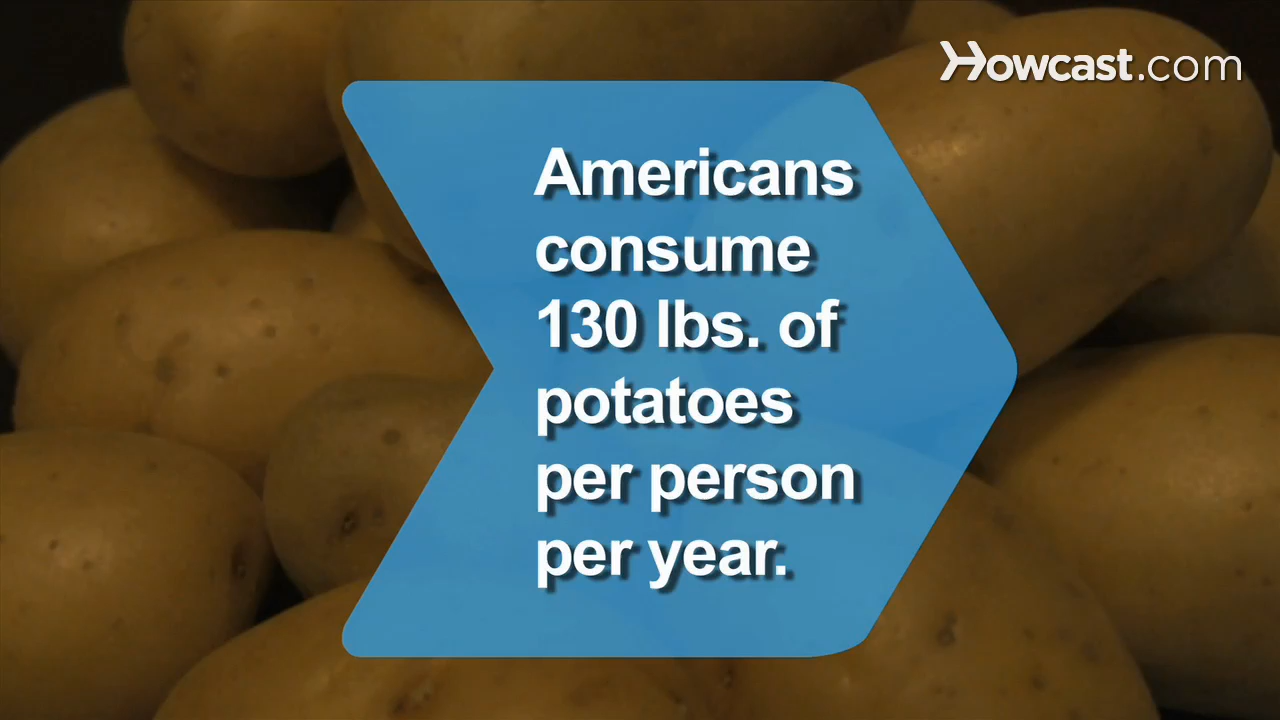 Howcast.com
Americans
consume
130 lbs. of
potatoes
per person
per year.